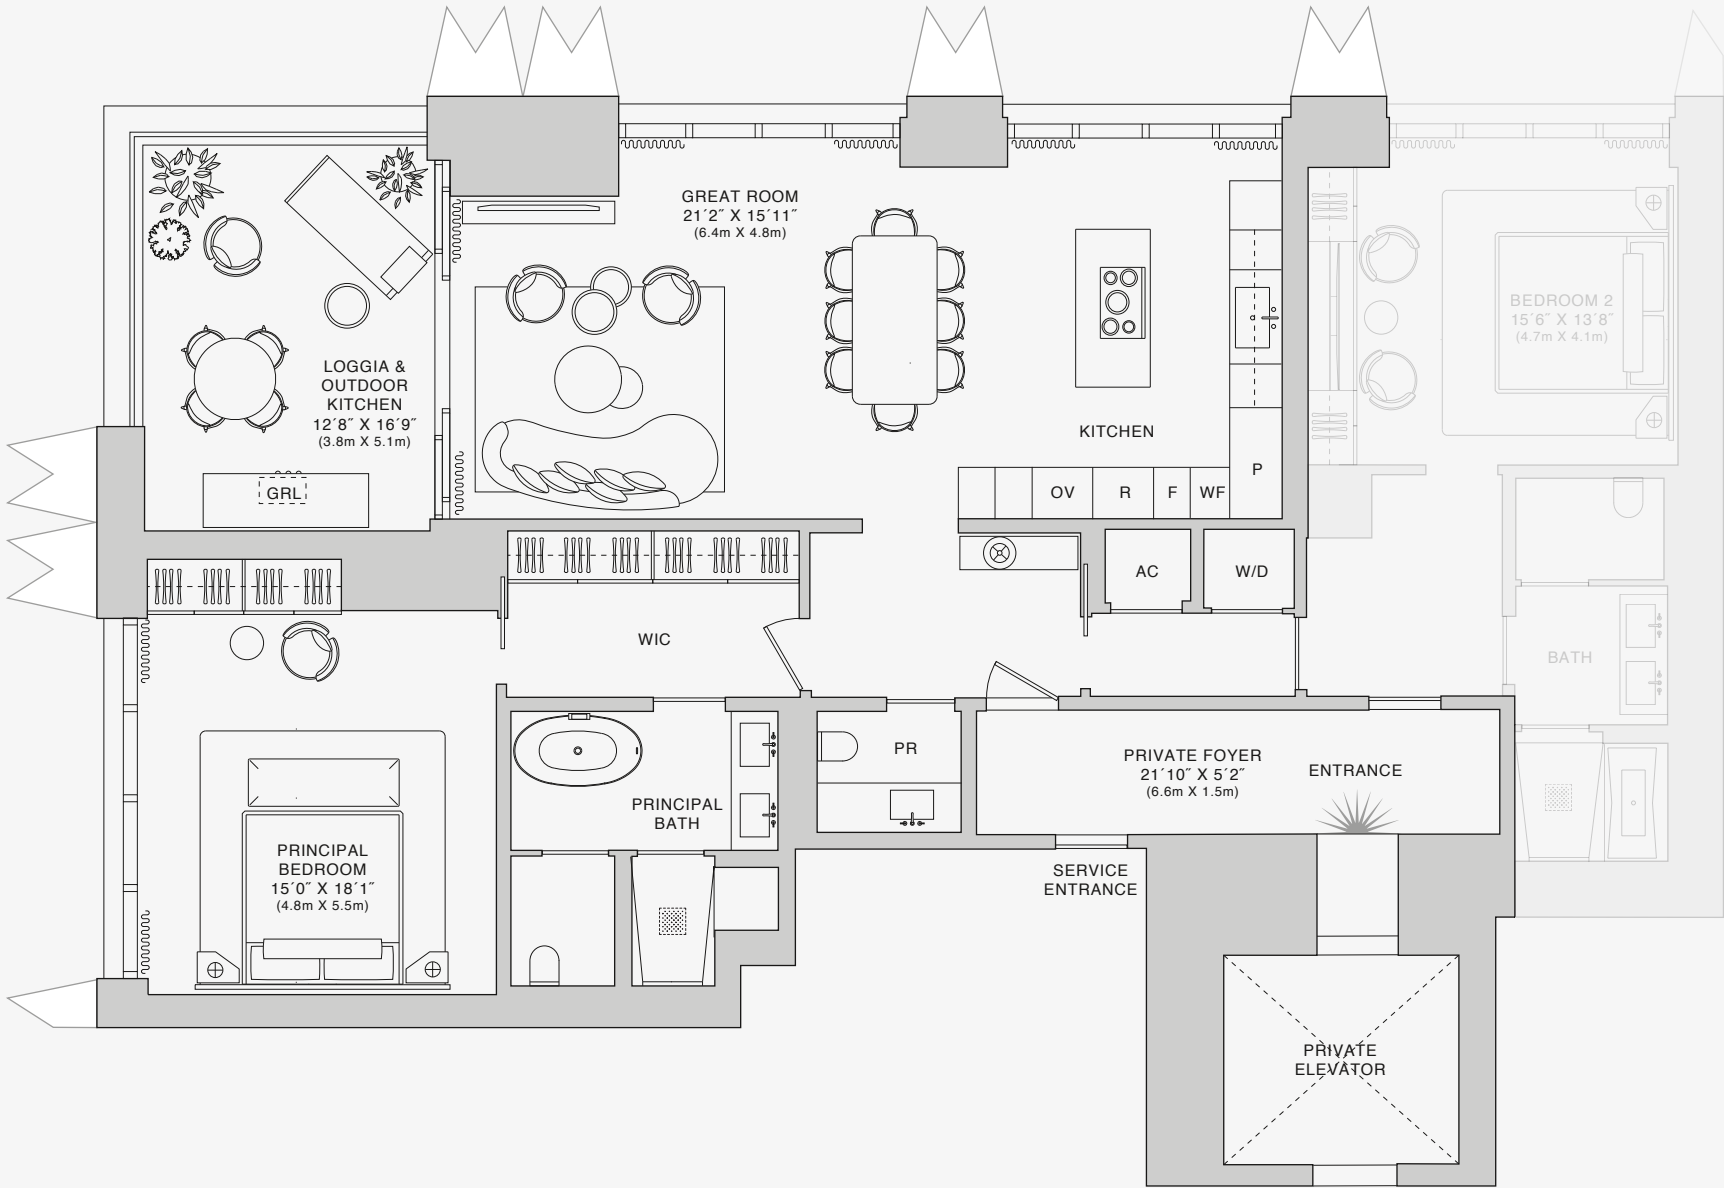 GREAT ROOM
21´2˝ X 15´11˝
(6.4m X 4.8m)
LOGGIA &
OUTDOOR
KITCHEN
12´8˝ X 16´9˝
(3.8m X 5.1m)
GRL
KITCHEN
OV
R
F
WF
P
BEDROOM 2
15´6˝ X 13´8˝
(4.7m X 4.1m)
AC
W/D
WIC
BATH
PR
PRIVATE FOYER
21´10˝ X 5´2˝
(6.6m X 1.5m)
ENTRANCE
PRINCIPAL
BATH
PRINCIPAL
BEDROOM
15´0˝ X 18´1˝
(4.8m X 5.5m)
SERVICE
ENTRANCE
PRIVATE
ELEVATOR